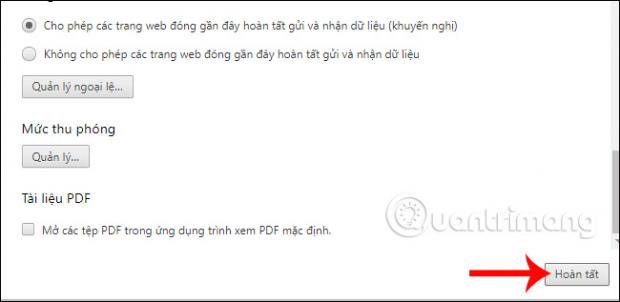 Cho phép các trang web đóng gần đây hoàn tất gửi và nhận dữ liệu (khuyến nghị)
Không cho phép các trang web đóng gần đây hoàn tất gửi và nhận dữ liệu
Quản lý ngoại lệ...
Mức thu phóng
Quản lý...
Tài liệu PDF
Mở các tệp PDF trong ứng dụng trình xem PDF mặc định.
Quantrimang
Hoàn tất